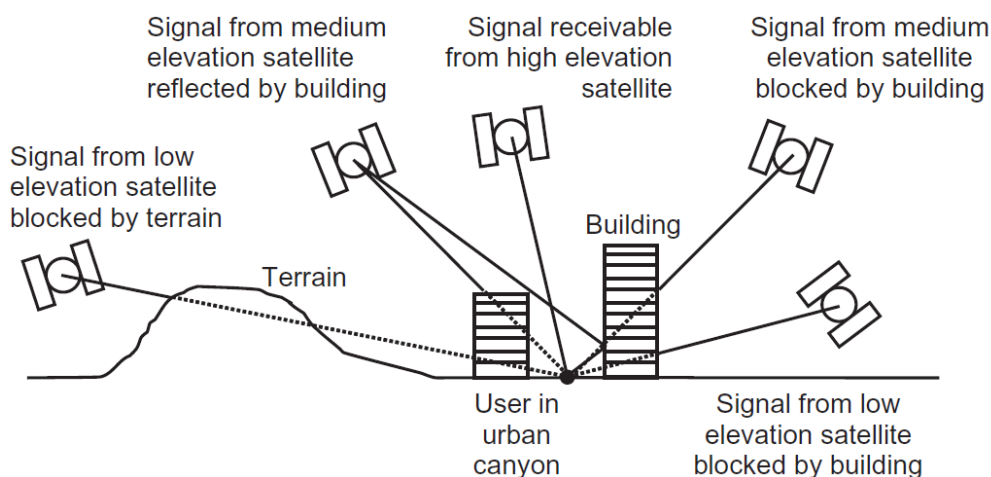 Signal from medium
elevation satellite
reflected by building
Signal receivable
from high elevation
satellite
Signal from medium
elevation satellite
blocked by building
Signal from low
elevation satellite
blocked by terrain
Building
Terrain
User in
urban
canyon
Signal from low
elevation satellite
blocked by building